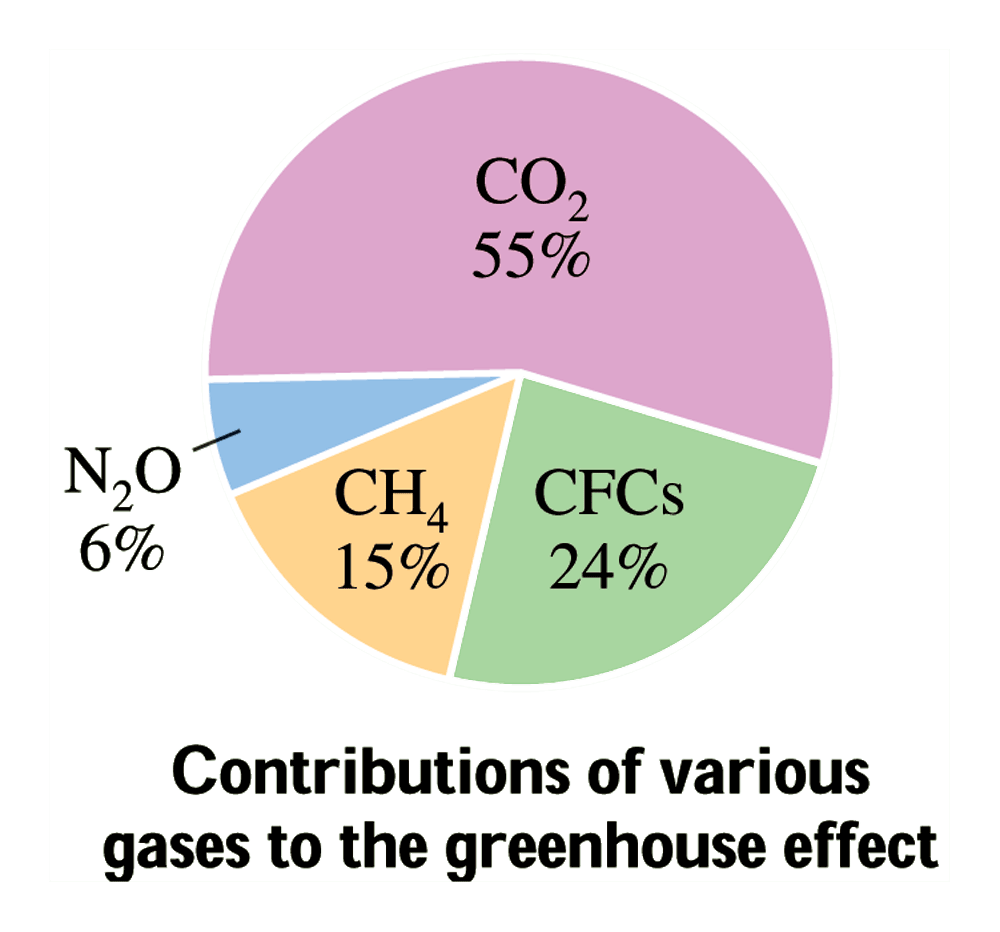 CO₂
55%
N₂O
6%
CH₄
15%
CFCs
24%
Contributions of various
gases to the greenhouse effect